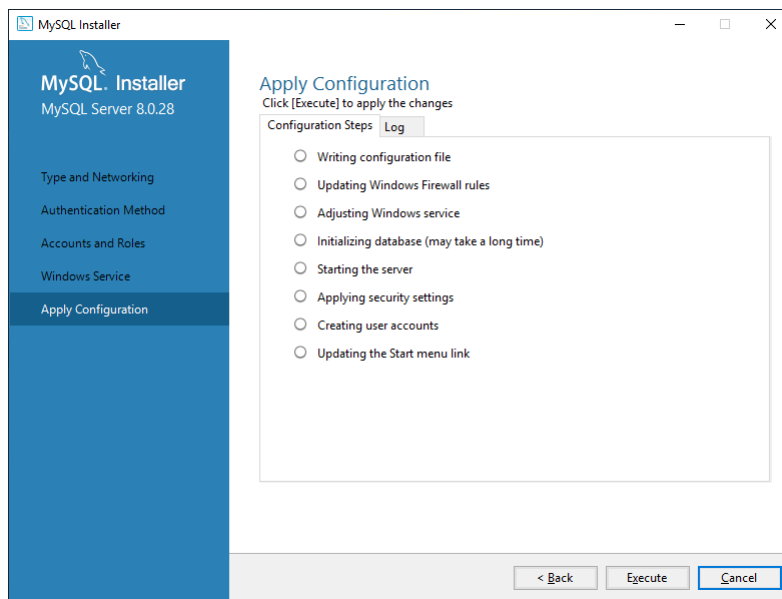 MySQL Installer
MySQL. Installer
MySQL Server 8.0.28
Type and Networking
Authentication Method
Accounts and Roles
Windows Service
Apply Configuration
Apply Configuration
Click [Execute] to apply the changes
Configuration Steps Log
Writing configuration file
Updating Windows Firewall rules
Adjusting Windows service
Initializing database (may take a long time)
Starting the server
Applying security settings
Creating user accounts
Updating the Start menu link
< Back Execute Cancel